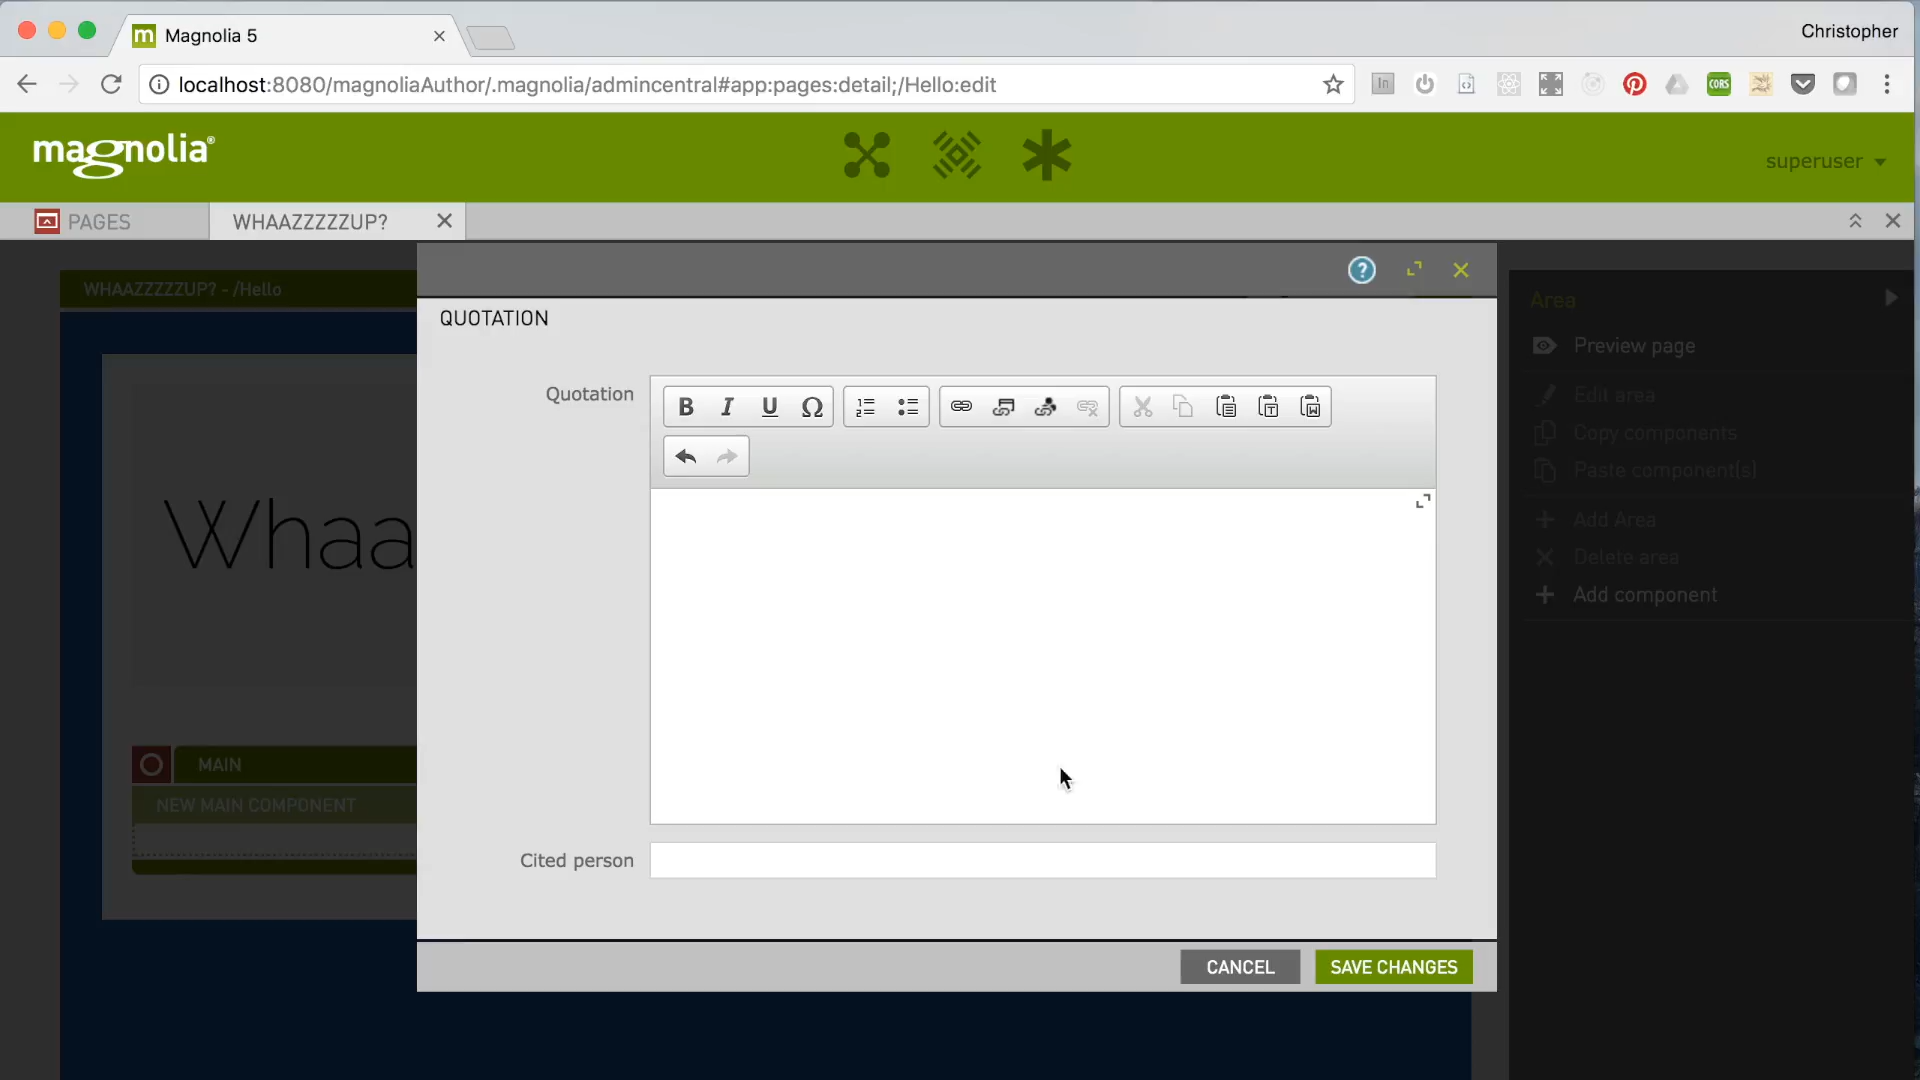 Magnolia 5
Christopher
localhost:8080/magnoliaAuthor/.magnolia/admincentral#app:pages:detail;/Hello:edit
In
CORS
magnolia®
superuser
PAGES
WHAAZZZZZUP?
WHAAZZZZZUP? - /Hello
QUOTATION
Quotation
B I U Ω
Cited person
CANCEL
SAVE CHANGES
Whaa
MAIN
NEW MAIN COMPONENT
Area
Preview page
Edit area
Copy components
Paste component(s)
Add Area
Delete area
Add component